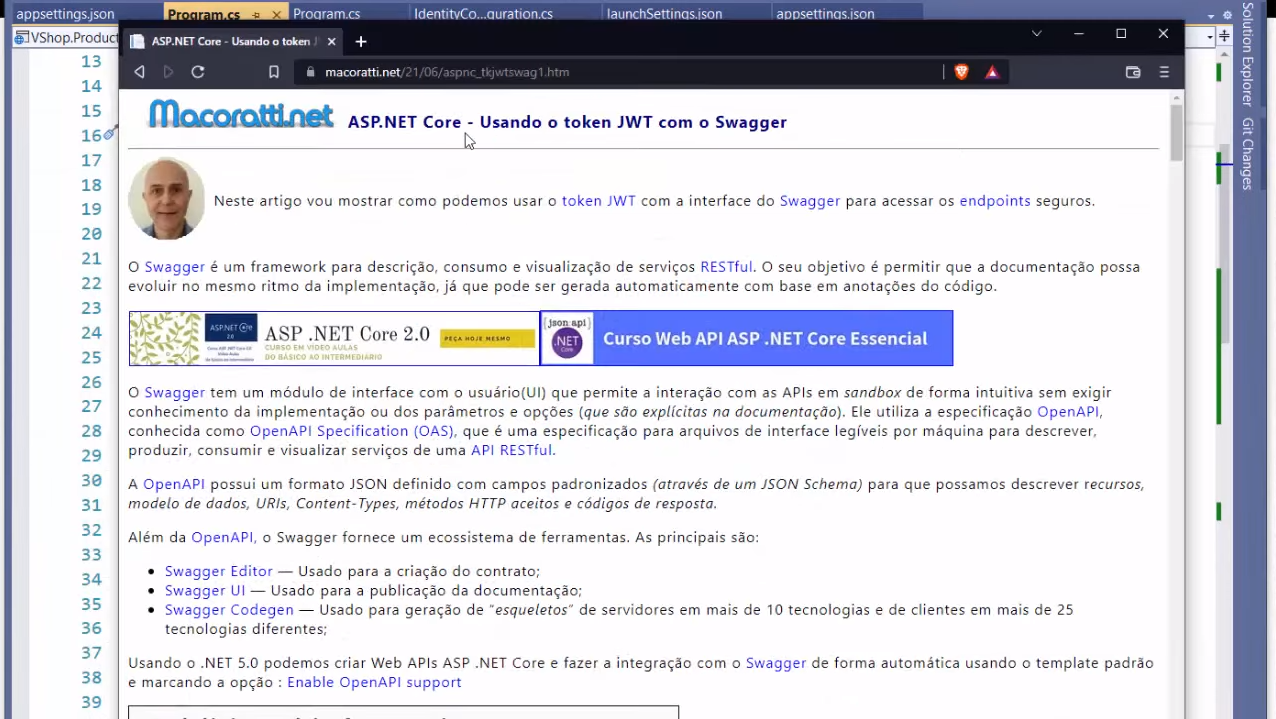 appsettings.json
Program.cs
Program.cs
IdentityCo...guration.cs
launchSettings.json
appsettings.json
VShop.Product
ASP.NET Core - Usando o token J
macoratti.net/21/06/aspnc_tkjwtswag1.htm
Solution Explorer
Git Changes
13
14
15
16
17
18
19
20
21
22
23
24
25
26
27
28
29
30
31
32
33
34
35
36
37
38
39
Macoratti.net
ASP.NET Core - Usando o token JWT com o Swagger
Neste artigo vou mostrar como podemos usar o token JWT com a interface do Swagger para acessar os endpoints seguros.
O Swagger é um framework para descrição, consumo e visualização de serviços RESTful. O seu objetivo é permitir que a documentação possa
evoluir no mesmo ritmo da implementação, já que pode ser gerada automaticamente com base em anotações do código.
ASP.NET Core
2.0
ASP .NET Core 2.0
CURSO EM VÍDEO AULAS
DO BÁSICO AO INTERMEDIÁRIO
PEÇA HOJE MESMO
{json:api}
.NET
Core
Curso Web API ASP .NET Core Essencial
O Swagger tem um módulo de interface com o usuário(UI) que permite a interação com as APIs em sandbox de forma intuitiva sem exigir
conhecimento da implementação ou dos parâmetros e opções (que são explícitas na documentação). Ele utiliza a especificação OpenAPI,
conhecida como OpenAPI Specification (OAS), que é uma especificação para arquivos de interface legíveis por máquina para descrever,
produzir, consumir e visualizar serviços de uma API RESTful.
A OpenAPI possui um formato JSON definido com campos padronizados (através de um JSON Schema) para que possamos descrever recursos,
modelo de dados, URIs, Content-Types, métodos HTTP aceitos e códigos de resposta.
Além da OpenAPI, o Swagger fornece um ecossistema de ferramentas. As principais são:
• Swagger Editor — Usado para a criação do contrato;
• Swagger UI — Usado para a publicação da documentação;
• Swagger Codegen — Usado para geração de “esqueletos” de servidores em mais de 10 tecnologias e de clientes em mais de 25
tecnologias diferentes;
Usando o .NET 5.0 podemos criar Web APIs ASP .NET Core e fazer a integração com o Swagger de forma automática usando o template padrão
e marcando a opção : Enable OpenAPI support